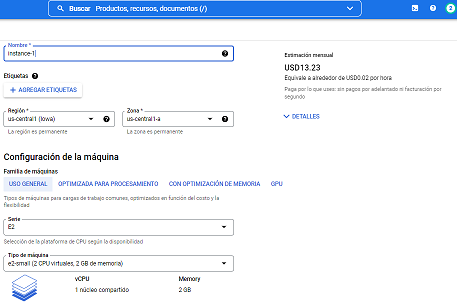 Buscar Productos, recursos, documentos (/)
2
Nombre *
instance-1
Estimación mensual
USD13.23
Etiquetas
Equivale a alrededor de USD0.02 por hora
+ AGREGAR ETIQUETAS
Paga por lo que uses: sin pagos por adelantado ni facturación por
segundo
Región *
us-central1 (Iowa)
Zona *
us-central1-a
DETALLES
La región es permanente
La zona es permanente
Configuración de la máquina
Familia de máquinas
USO GENERAL OPTIMIZADA PARA PROCESAMIENTO CON OPTIMIZACIÓN DE MEMORIA GPU
Tipos de máquinas para cargas de trabajo comunes, optimizados en función del costo y la
flexibilidad
Serie
E2
Selección de la plataforma de CPU según la disponibilidad
Tipo de máquina
e2-small (2 CPU virtuales, 2 GB de memoria)
vCPU
1 núcleo compartido
Memory
2 GB